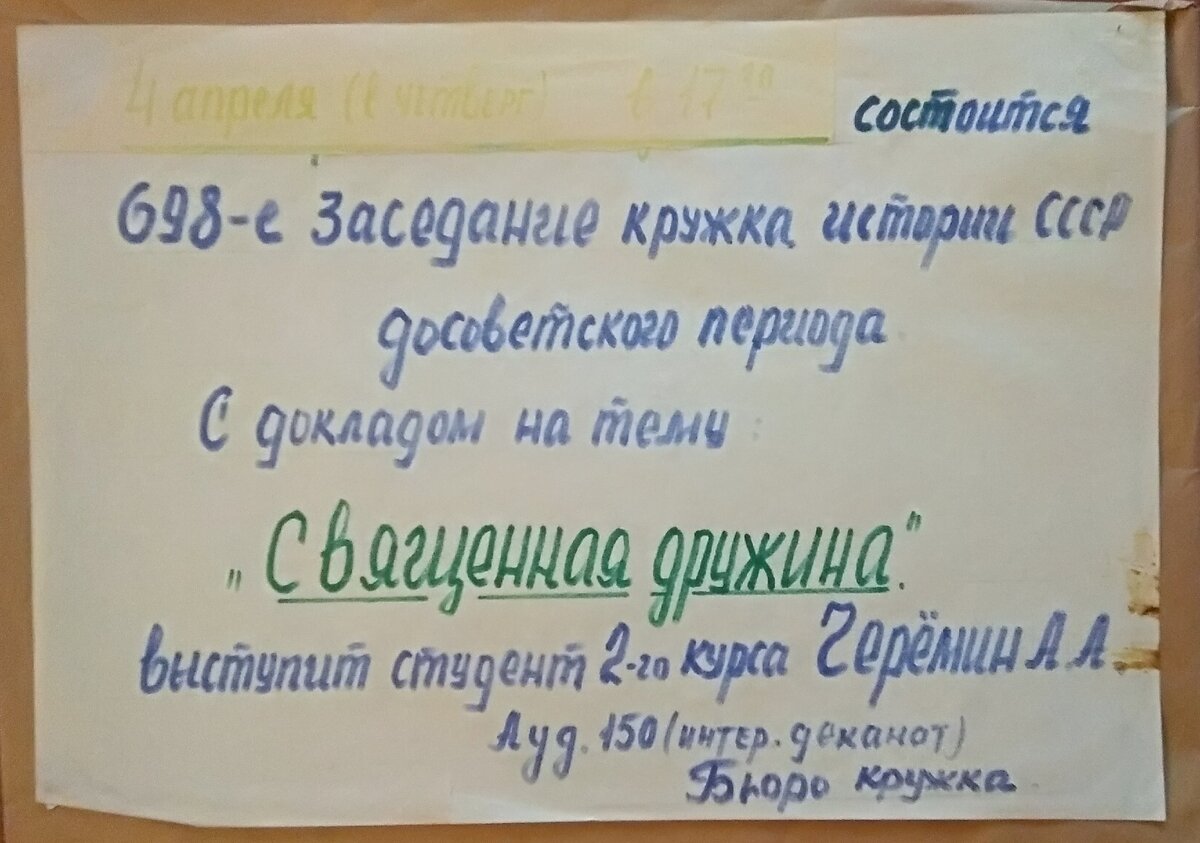 4 апреля (в четверг) в 17³⁰ состоится
698-е Заседание кружка истории СССР
досоветского периода
С докладом на тему:
„Священная дружина".
выступит студент 2-го курса Черёмин А.А.
Ауд. 150 (интер. деканат)
Бюро кружка.